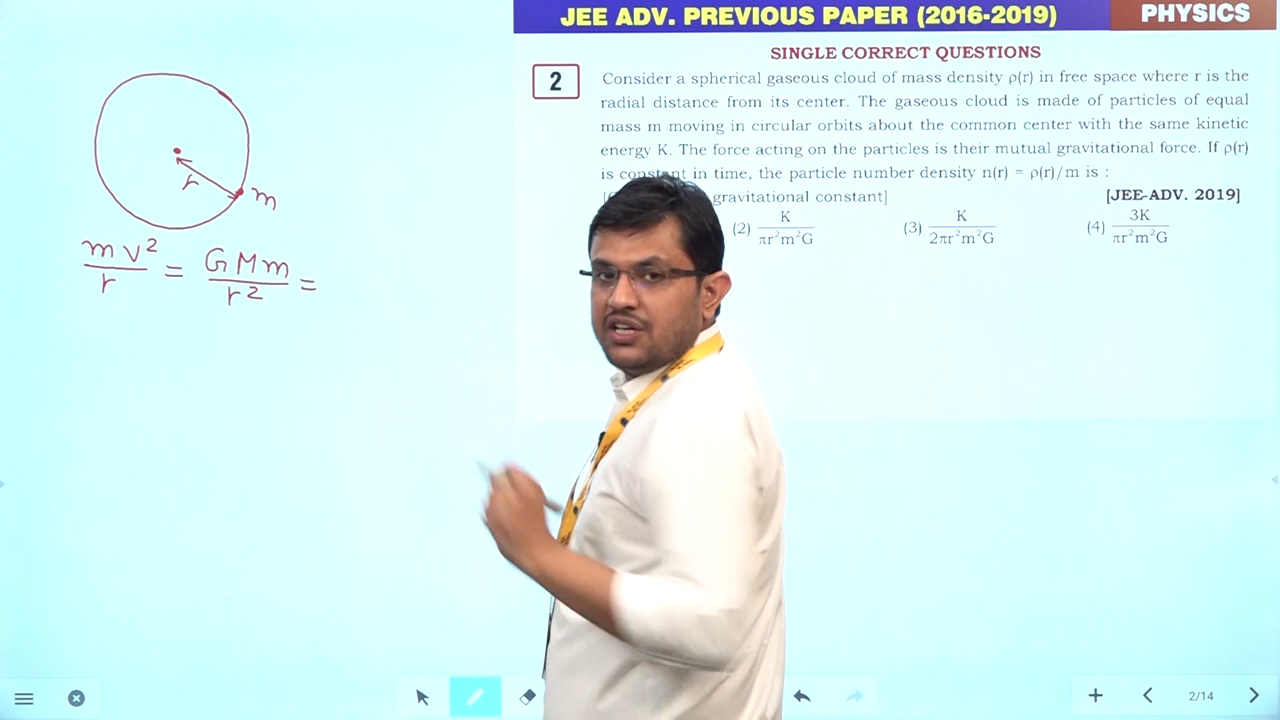 JEE ADV. PREVIOUS PAPER (2016-2019) PHYSICS
SINGLE CORRECT QUESTIONS
2
Consider a spherical gaseous cloud of mass density ρ(r) in free space where r is the
radial distance from its center. The gaseous cloud is made of particles of equal
mass m moving in circular orbits about the common center with the same kinetic
energy K. The force acting on the particles is their mutual gravitational force. If ρ(r)
is constant in time, the particle number density n(r) = ρ(r)/m is :
gravitational constant] [JEE-ADV. 2019]
(2) K/πr²m²G (3) K/2πr²m²G (4) 3K/πr²m²G
r
m
mv²/r = GMm/r² =
2/14